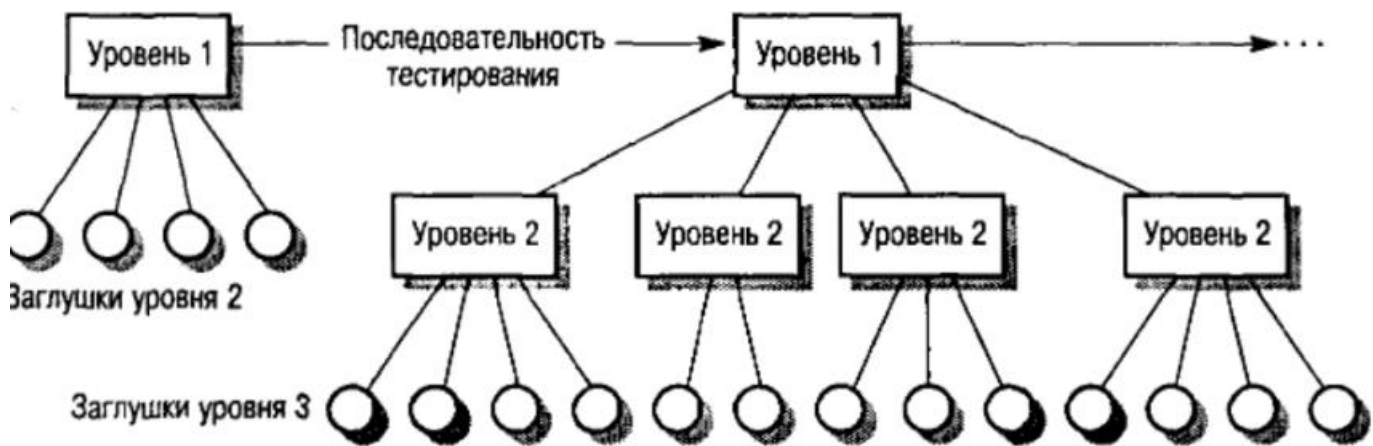 Уровень 1
Последовательность
тестирования
Уровень 1
...
Уровень 2
Уровень 2
Уровень 2
Уровень 2
Заглушки уровня 2
Заглушки уровня 3